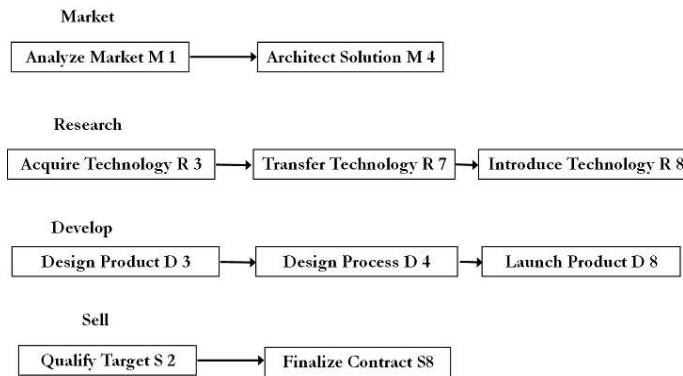 Market
Analyze Market M 1
Architect Solution M 4
Research
Acquire Technology R 3
Transfer Technology R 7
Introduce Technology R 8
Develop
Design Product D 3
Design Process D 4
Launch Product D 8
Sell
Qualify Target S 2
Finalize Contract S8